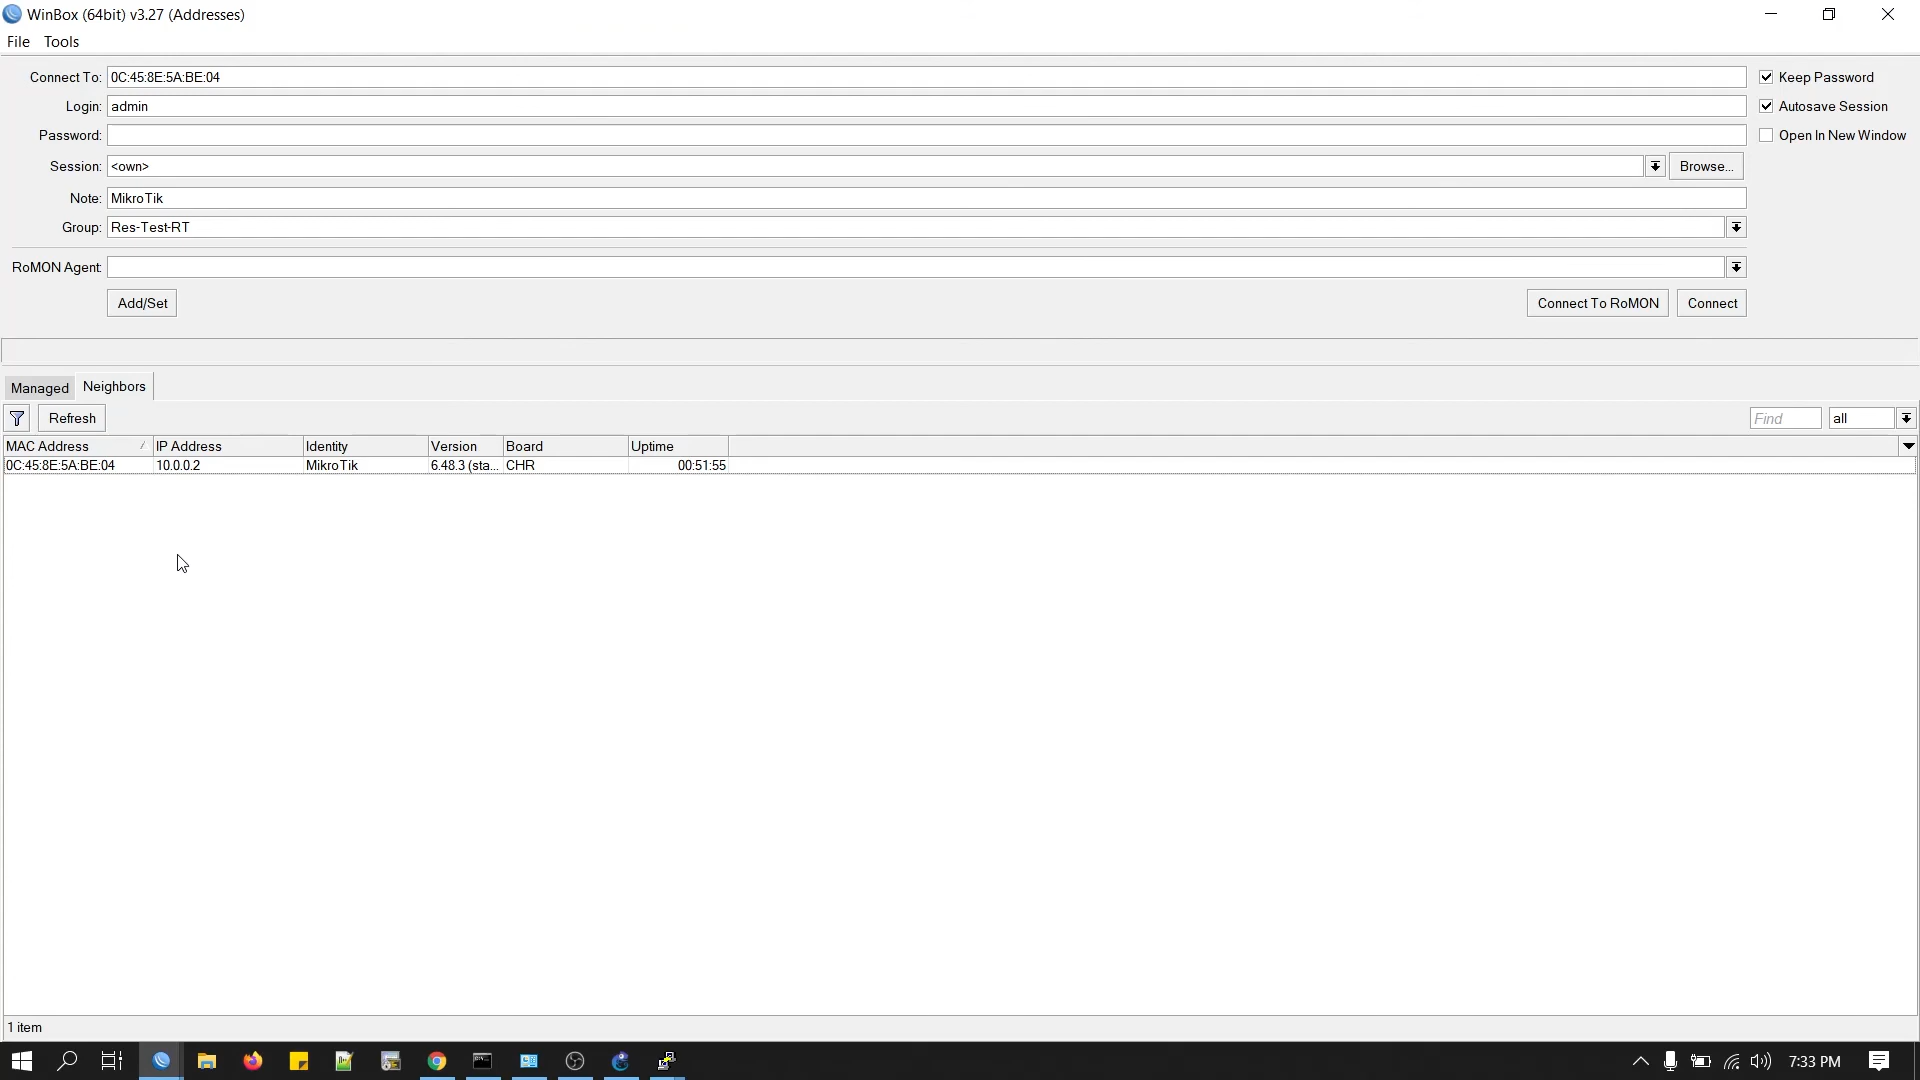 WinBox (64bit) v3.27 (Addresses)
File Tools
Connect To: 0C:45:8E:5A:BE:04
Keep Password
Login: admin
Autosave Session
Password:
Open In New Window
Session: <own>
Browse...
Note: MikroTik
Group: Res-Test-RT
RoMON Agent:
Add/Set
Connect To RoMON
Connect
Managed Neighbors
Refresh
Find
all
MAC Address IP Address Identity Version Board Uptime
0C:45:8E:5A:BE:04 10.0.0.2 MikroTik 6.48.3 (sta... CHR 00:51:55
1 item
7:33 PM